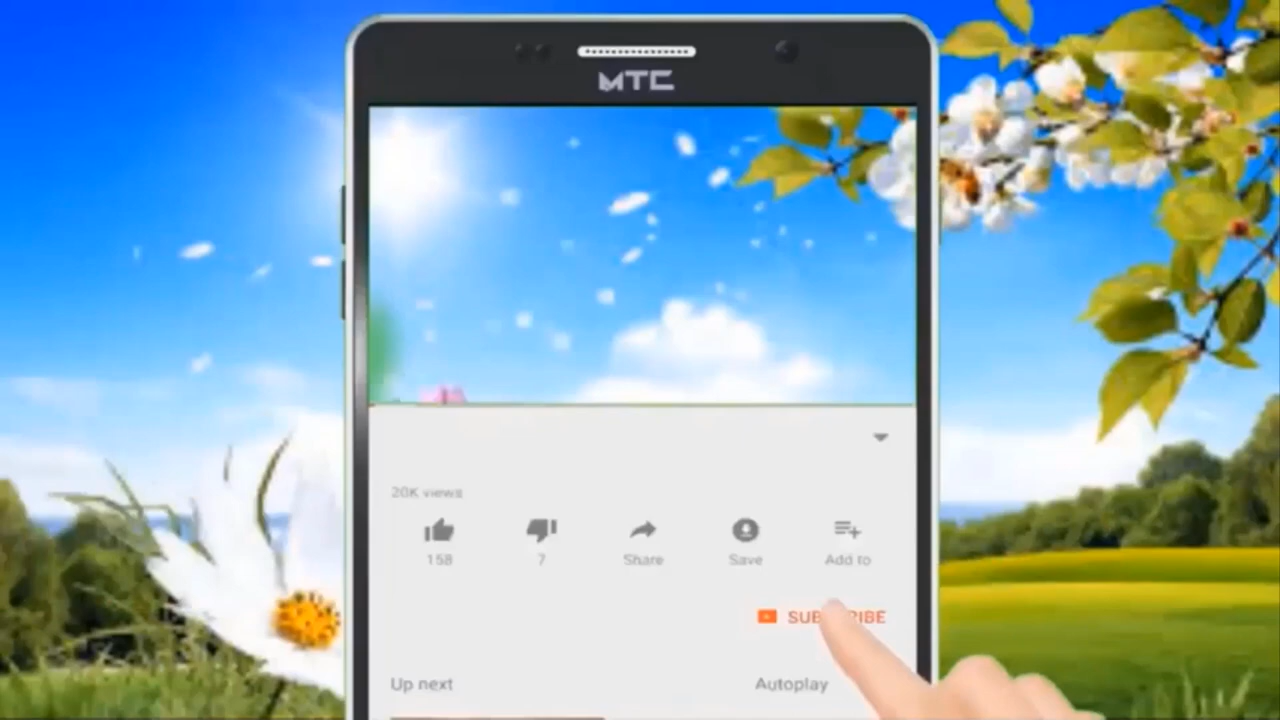 MTC
20K views
158 7 Share Save Add to
SUBSCRIBE
Up next Autoplay